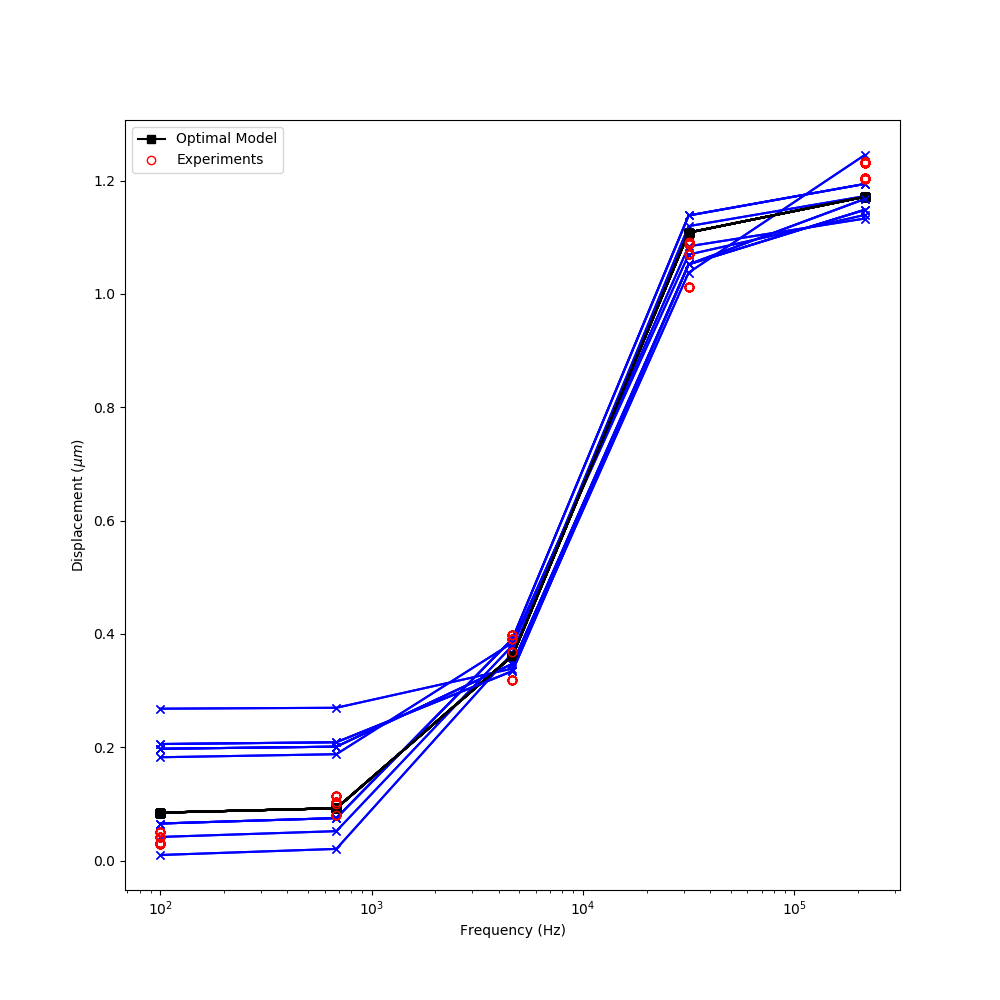 Optimal Model
Experiments
1.2
1.0
0.8
0.6
0.4
0.2
0.0
Displacement (μm)
10²
10³
10⁴
10⁵
Frequency (Hz)